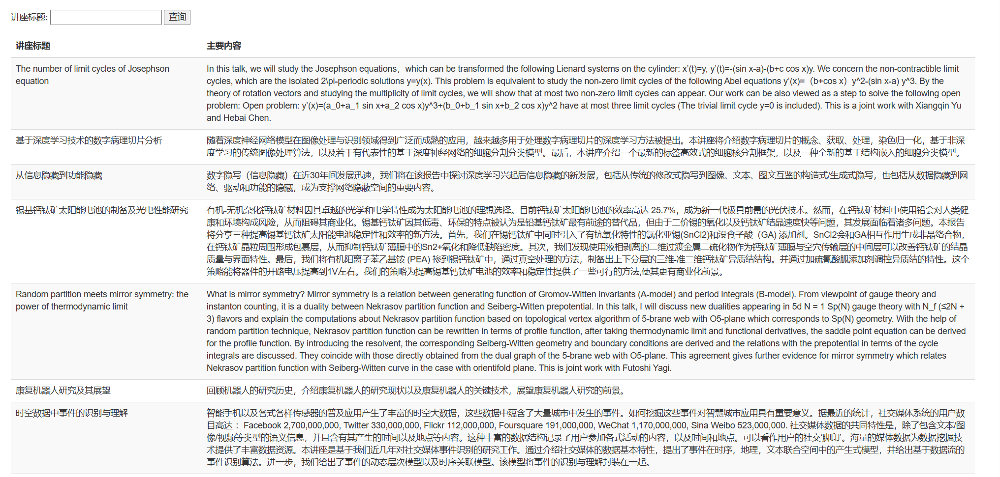 讲座标题: 查询
讲座标题 主要内容
The number of limit cycles of Josephson
equation
In this talk, we will study the Josephson equations，which can be transformed the following Lienard systems on the cylinder: x’(t)=y, y’(t)=-(sin x-a)-(b+c cos x)y. We concern the non-contractible limit
cycles, which are the isolated 2\pi-periodic solutions y=y(x). This problem is equivalent to study the non-zero limit cycles of the following Abel equations y’(x)=（b+cos x）y^2-(sin x-a) y^3. By the
theory of rotation vectors and studying the multiplicity of limit cycles, we will show that at most two non-zero limit cycles can appear. Our work can be also viewed as a step to solve the following open
problem: Open problem: y’(x)=(a_0+a_1 sin x+a_2 cos x)y^3+(b_0+b_1 sin x+b_2 cos x)y^2 have at most three limit cycles (The trivial limit cycle y=0 is included). This is a joint work with Xiangqin Yu
and Hebai Chen.
基于深度学习技术的数字病理切片分析
随着深度神经网络模型在图像处理与识别领域得到广泛而成熟的应用，越来越多用于处理数字病理切片的深度学习方法被提出。本讲座将介绍数字病理切片的概念、获取、处理，染色归一化，基于非深
度学习的传统图像处理算法，以及若干有代表性的基于深度神经网络的细胞分割分类模型。最后，本讲座介绍一个最新的标签高效式的细胞核分割框架，以及一种全新的基于结构嵌入的细胞分类模型。
从信息隐藏到功能隐藏
数字隐写（信息隐藏）在近30年间发展迅速，我们将在该报告中探讨深度学习兴起后信息隐藏的新发展，包括从传统的修改式隐写到图像、文本、图文互鉴的构造式/生成式隐写，也包括从数据隐藏到网
络、驱动和功能的隐藏，成为支撑网络隐蔽空间的重要内容。
锡基钙钛矿太阳能电池的制备及光电性能研究
有机-无机杂化钙钛矿材料因其卓越的光学和电学特性成为太阳能电池的理想选择。目前钙钛矿太阳能电池的效率高达 25.7%，成为新一代极具前景的光伏技术。然而，在钙钛矿材料中使用铅会对人类健
康和环境构成风险，从而阻碍其商业化。锡基钙钛矿因其低毒、环保的特点被认为是铅基钙钛矿最有前途的替代品，但由于二价锡的氧化以及钙钛矿结晶速度快等问题，其发展面临着诸多问题。本报告
将分享三种提高锡基钙钛矿太阳能电池稳定性和效率的新方法。首先，我们在锡钙钛矿中同时引入了有抗氧化特性的氯化亚锡(SnCl2)和没食子酸（GA) 添加剂。SnCl2会和GA相互作用生成非晶络合物，
在钙钛矿晶粒周围形成包裹层，从而抑制钙钛矿薄膜中的Sn2+氧化和降低缺陷密度。其次，我们发现使用液相剥离的二维过渡金属二硫化物作为钙钛矿薄膜与空穴传输层的中间层可以改善钙钛矿的结晶
质量与界面特性。最后，我们将有机阳离子苯乙基铵 (PEA) 掺到锡钙钛矿中，通过真空处理的方法，制备出上下分层的三维-准二维钙钛矿异质结结构。并通过加硫氰酸胍添加剂调控异质结的特性。这个
策略能将器件的开路电压提高到1V左右。我们的策略为提高锡基钙钛矿电池的效率和稳定性提供了一些可行的方法,使其更有商业化前景。
Random partition meets mirror symmetry: the
power of thermodynamic limit
What is mirror symmetry? Mirror symmetry is a relation between generating function of Gromov-Witten invariants (A-model) and period integrals (B-model). From viewpoint of gauge theory and
instanton counting, it is a duality between Nekrasov partition function and Seiberg-Witten prepotential. In this talk, I will discuss new dualities appearing in 5d N = 1 Sp(N) gauge theory with N_f (≤2N +
3) flavors and explain the computations about Nekrasov partition function based on topological vertex algorithm of 5-brane web with O5-plane which corresponds to Sp(N) geometry. With the help of
random partition technique, Nekrasov partition function can be rewritten in terms of profile function, after taking thermodynamic limit and functional derivatives, the saddle point equation can be derived
for the profile function. By introducing the resolvent, the corresponding Seiberg-Witten geometry and boundary conditions are derived and the relations with the prepotential in terms of the cycle
integrals are discussed. They coincide with those directly obtained from the dual graph of the 5-brane web with O5-plane. This agreement gives further evidence for mirror symmetry which relates
Nekrasov partition function with Seiberg-Witten curve in the case with orientifold plane. This is joint work with Futoshi Yagi.
康复机器人研究及其展望
回顾机器人的研究历史，介绍康复机器人的研究现状以及康复机器人的关键技术，展望康复机器人研究的前景。
时空数据中事件的识别与理解
智能手机以及各式各样传感器的普及应用产生了丰富的时空大数据，这些数据中蕴含了大量城市中发生的事件。如何挖掘这些事件对智慧城市应用具有重要意义。据最近的统计，社交媒体系统的用户数
目高达： Facebook 2,700,000,000, Twitter 330,000,000, Flickr 112,000,000, Foursquare 191,000,000, WeChat 1,170,000,000, Sina Weibo 523,000,000. 社交媒体数据的共同特性是，除了包含文本/图
像/视频等类型的语义信息，并且含有其产生的时间以及地点等内容。这种丰富的数据结构记录了用户参加各式活动的内容，以及时间和地点。可以看作用户的社交‘脚印’。海量的媒体数据为数据挖掘技
术提供了丰富数据资源。本讲座是基于我们近几年对社交媒体事件识别的研究工作。通过介绍社交媒体的数据基本特性，提出了事件在时序，地理，文本联合空间中的产生式模型，并给出基于数据流的
事件识别算法。进一步，我们给出了事件的动态层次模型以及时序关联模型。该模型将事件的识别与理解封装在一起。